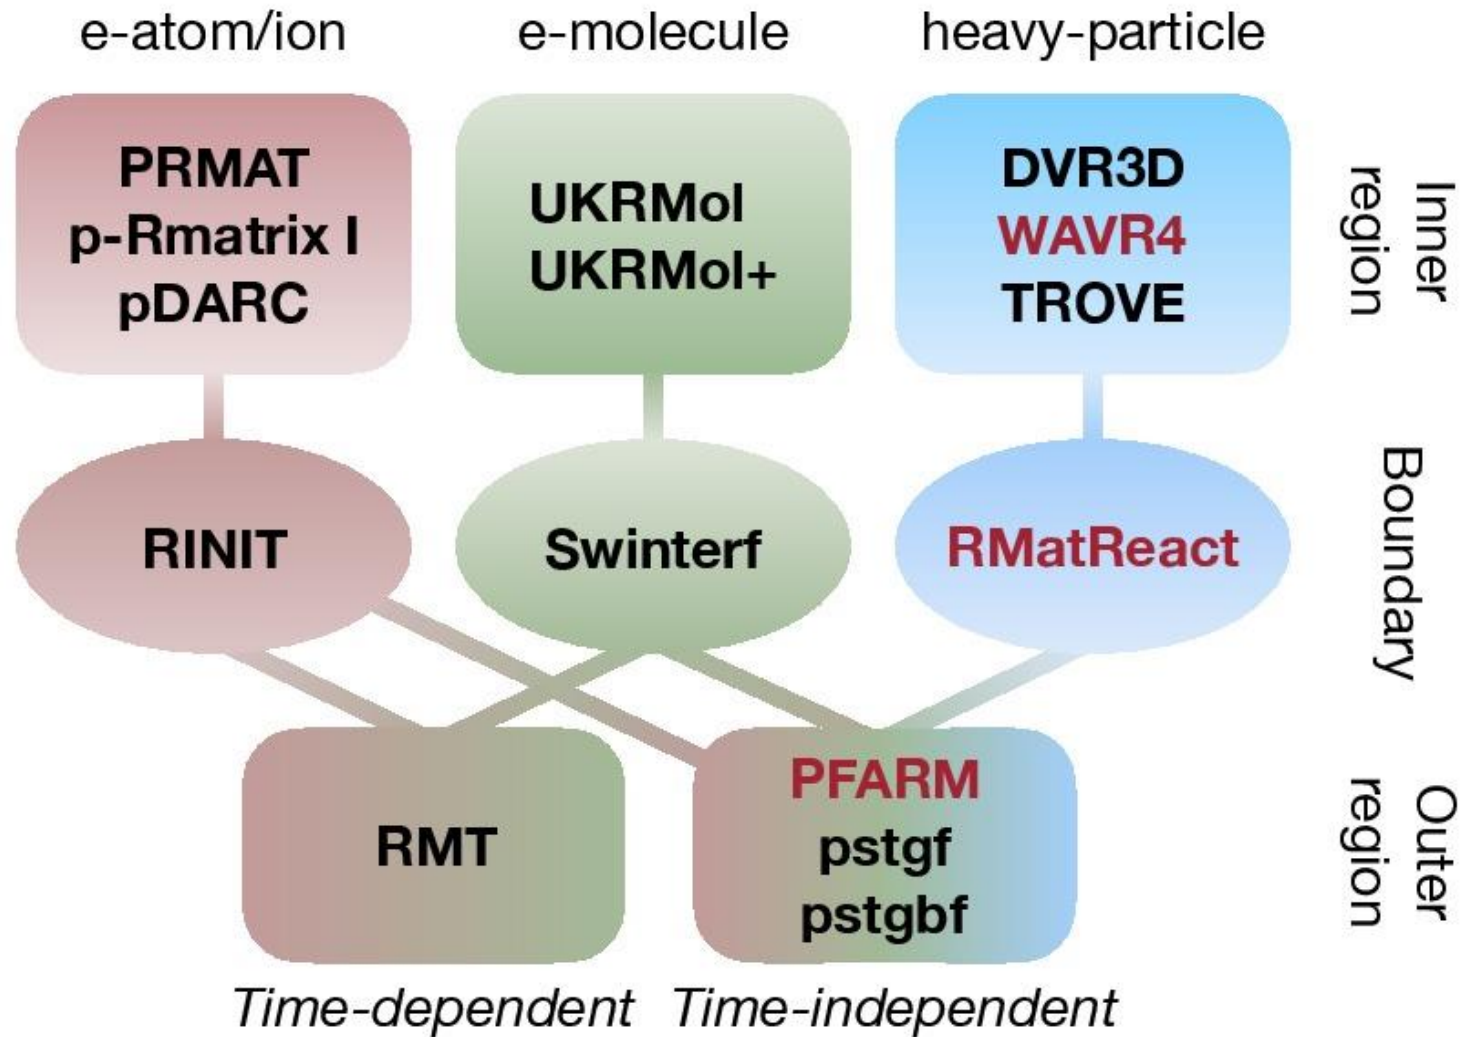 e-atom/ion
e-molecule
heavy-particle
PRMAT
p-Rmatrix I
pDARC
UKRMol
UKRMol+
DVR3D
WAVR4
TROVE
Inner
region
RINIT
Swinterf
RMatReact
Boundary
RMT
PFARM
pstgf
pstgbf
Outer
region
Time-dependent
Time-independent